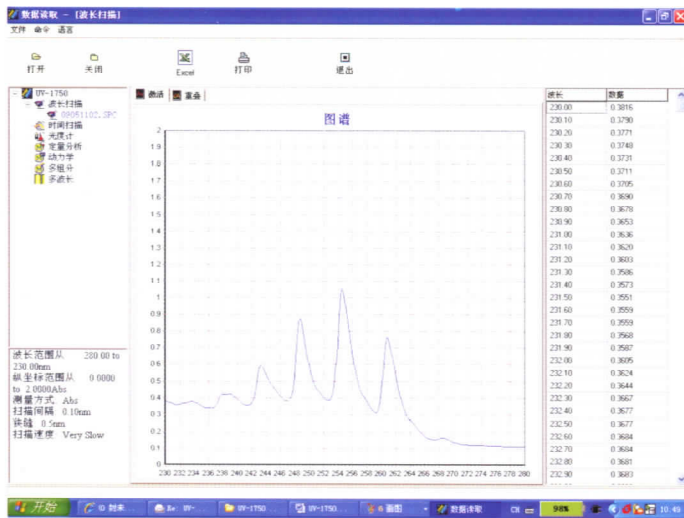 数据读取 - [波长扫描]
文件 命令 语言
打开 关闭 Excel 打印 退出
UV-1750
波长扫描
08051102.SPC
时间扫描
光度计
定量分析
动力学
多组分
多波长
波长范围从 280.00 to
230.00nm
纵坐标范围从 0.0000
to 2.0000Abs
测量方式 Abs
扫描间隔 0.10nm
狭缝 0.5nm
扫描速度 Very Slow
激活 重叠
图谱
2
1.9
1.8
1.7
1.6
1.5
1.4
1.3
1.2
1.1
1
0.9
0.8
0.7
0.6
0.5
0.4
0.3
0.2
0.1
0
230 232 234 236 238 240 242 244 246 248 250 252 254 256 258 260 262 264 266 268 270 272 274 276 278 280
波长 数据
230.00 0.3816
230.10 0.3790
230.20 0.3771
230.30 0.3748
230.40 0.3731
230.50 0.3711
230.60 0.3705
230.70 0.3690
230.80 0.3678
230.90 0.3653
231.00 0.3636
231.10 0.3620
231.20 0.3603
231.30 0.3586
231.40 0.3573
231.50 0.3551
231.60 0.3559
231.70 0.3559
231.80 0.3568
231.90 0.3587
232.00 0.3605
232.10 0.3624
232.20 0.3644
232.30 0.3667
232.40 0.3677
232.50 0.3677
232.60 0.3684
232.70 0.3684
232.80 0.3681
232.90 0.3683
开始 Re: UV-... UV-1750 ... UV-1750... 6 画图 数据读取 CH 98% 10:49